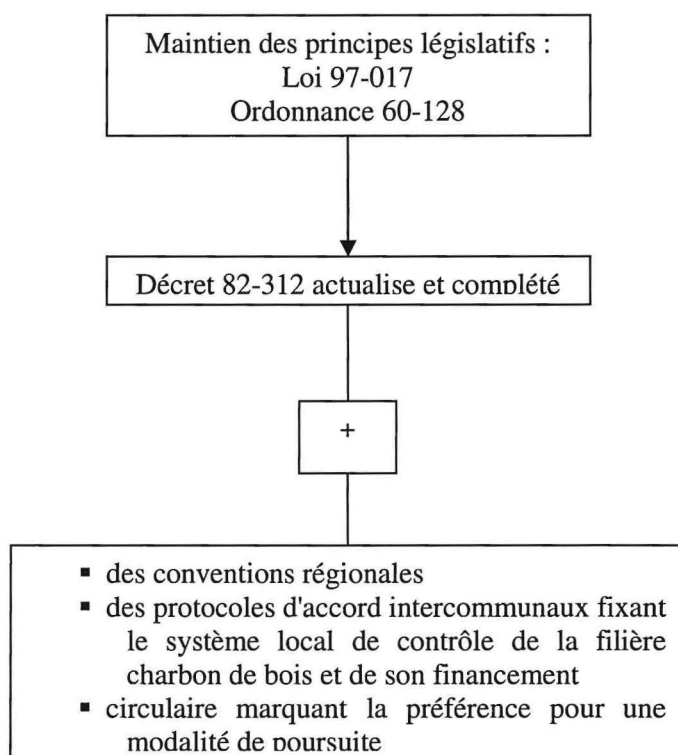 Maintien des principes législatifs :
Loi 97-017
Ordonnance 60-128
Décret 82-312 actualise et complété
+
▪ des conventions régionales
▪ des protocoles d'accord intercommunaux fixant
le système local de contrôle de la filière
charbon de bois et de son financement
▪ circulaire marquant la préférence pour une
modalité de poursuite